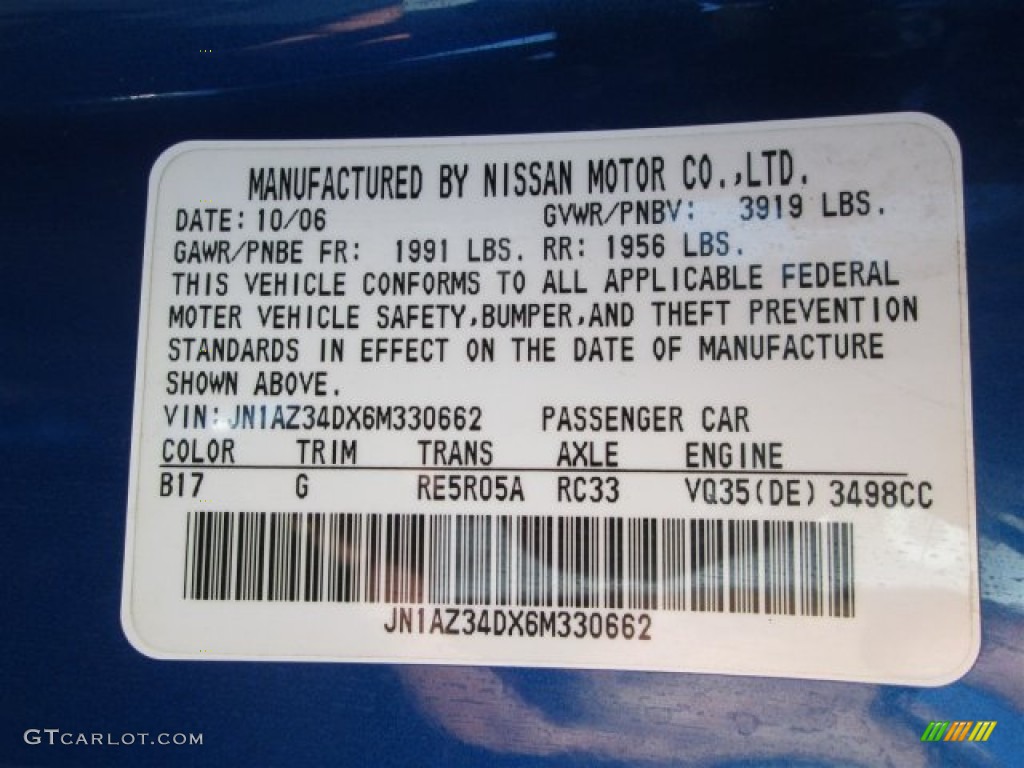 MANUFACTURED BY NISSAN MOTOR CO.,LTD.
DATE: 10/06 GVWR/PNBV: 3919 LBS.
GAWR/PNBE FR: 1991 LBS. RR: 1956 LBS.
THIS VEHICLE CONFORMS TO ALL APPLICABLE FEDERAL
MOTER VEHICLE SAFETY,BUMPER,AND THEFT PREVENTION
STANDARDS IN EFFECT ON THE DATE OF MANUFACTURE
SHOWN ABOVE.
VIN:JN1AZ34DX6M330662 PASSENGER CAR
COLOR TRIM TRANS AXLE ENGINE
B17 G RE5R05A RC33 VQ35(DE) 3498CC
JN1AZ34DX6M330662
GTCARLOT.COM